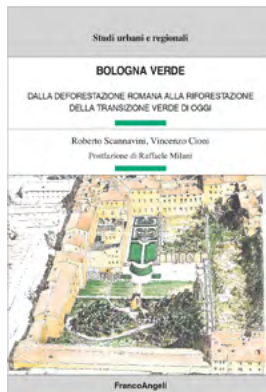 Studi urbani e regionali
BOLOGNA VERDE
DALLA DEFORESTAZIONE ROMANA ALLA RIFORESTAZIONE
DELLA TRANSIZIONE VERDE DI OGGI
Roberto Scannavini, Vincenzo Cioni
Postfazione di Raffaele Milani
FrancoAngeli